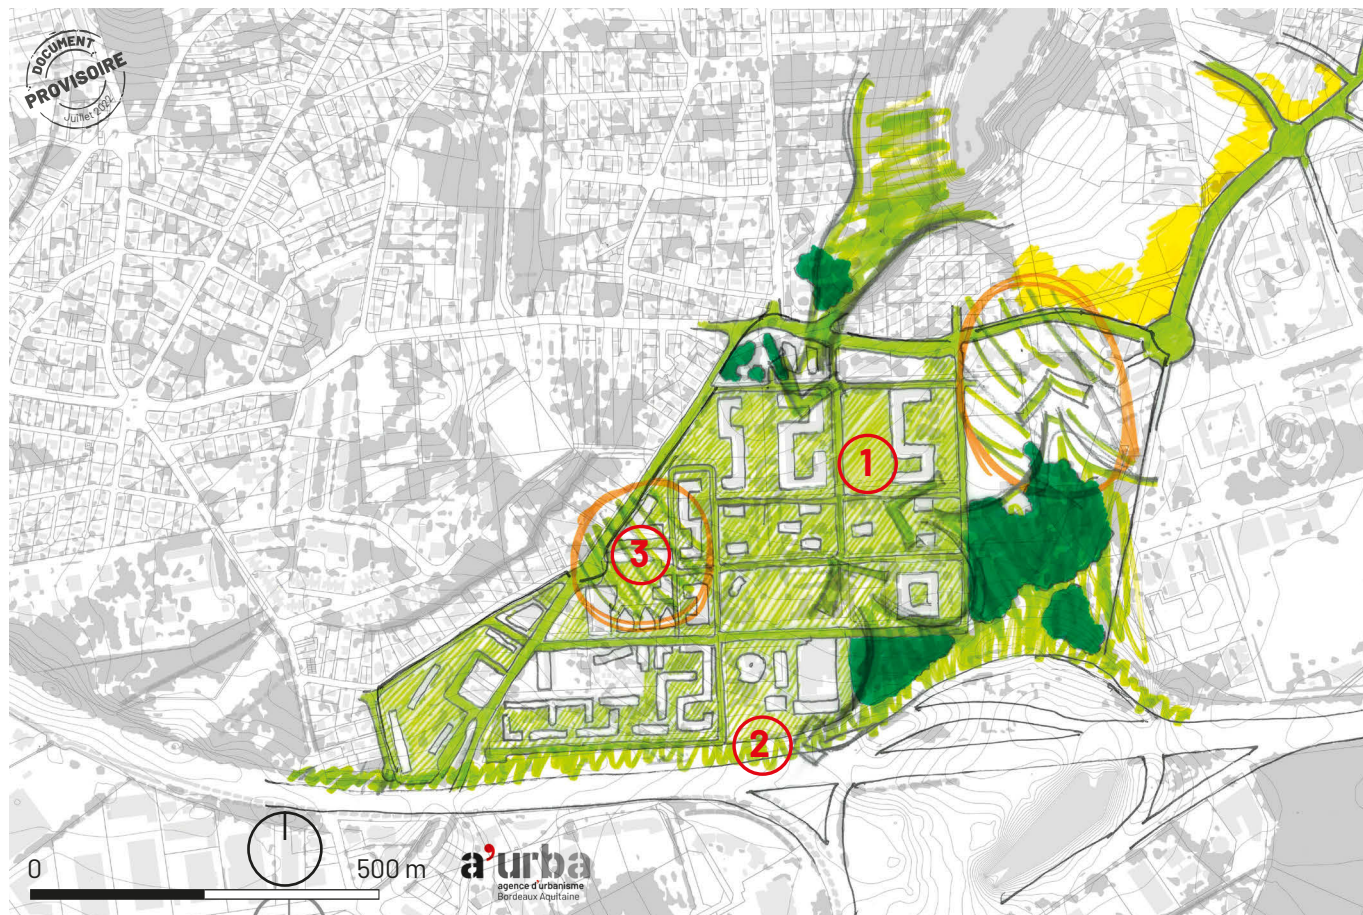 DOCUMENT
PROVISOIRE
Juillet 2022
1
3
2
0
500 m
a'urba
agence d'urbanisme
Bordeaux Aquitaine